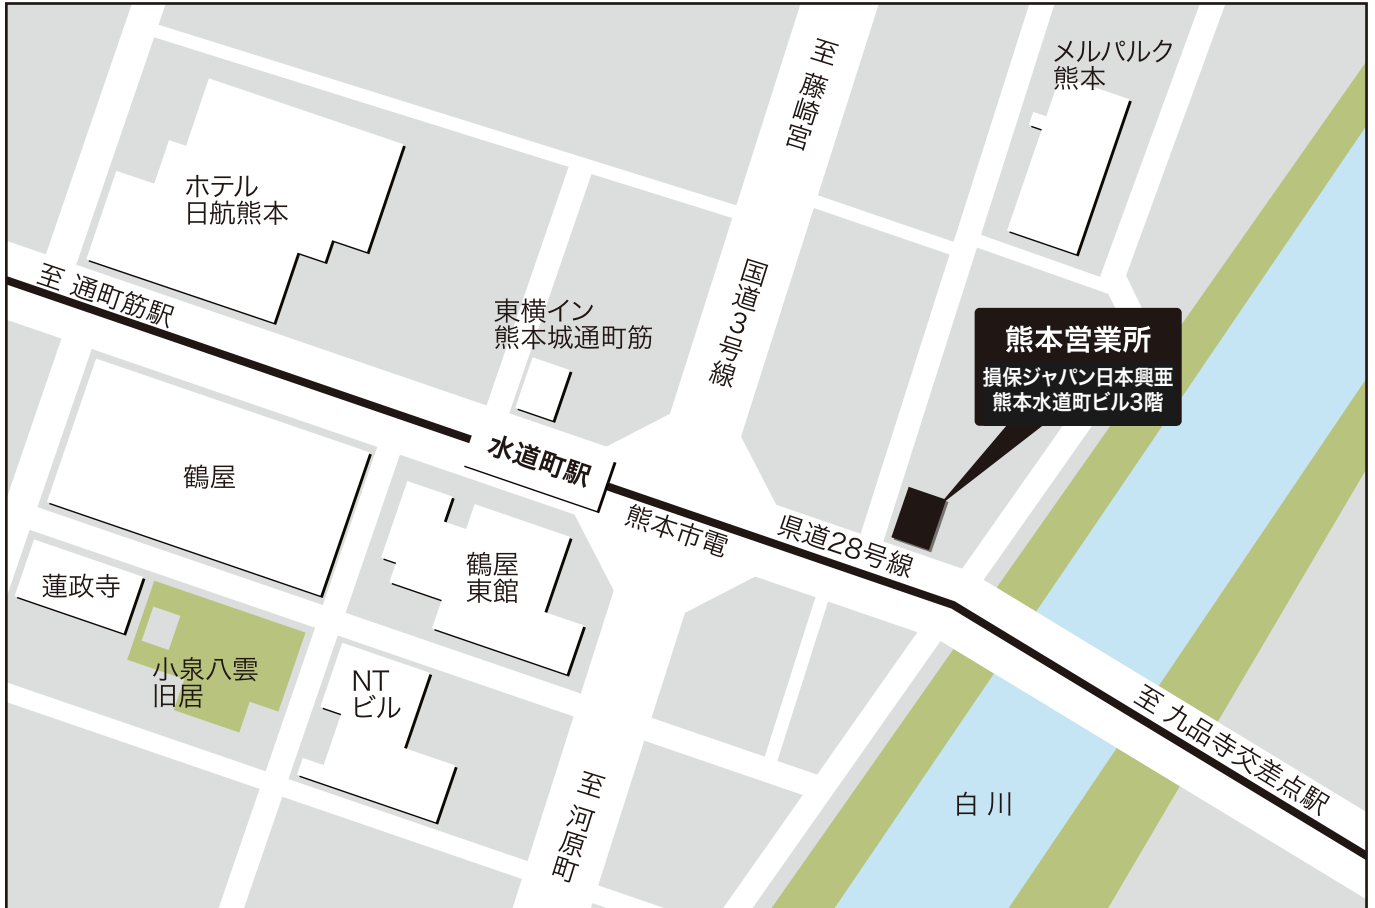 至 藤崎宮
メルパルク
熊本
ホテル
日航熊本
至 通町筋駅
東横イン
熊本城通町筋
国道3号線
熊本営業所
損保ジャパン日本興亜
熊本水道町ビル3階
水道町駅
鶴屋
熊本市電
県道28号線
鶴屋
東館
蓮政寺
小泉八雲
旧居
NT
ビル
至 九品寺交差点駅
至 河原町
白川